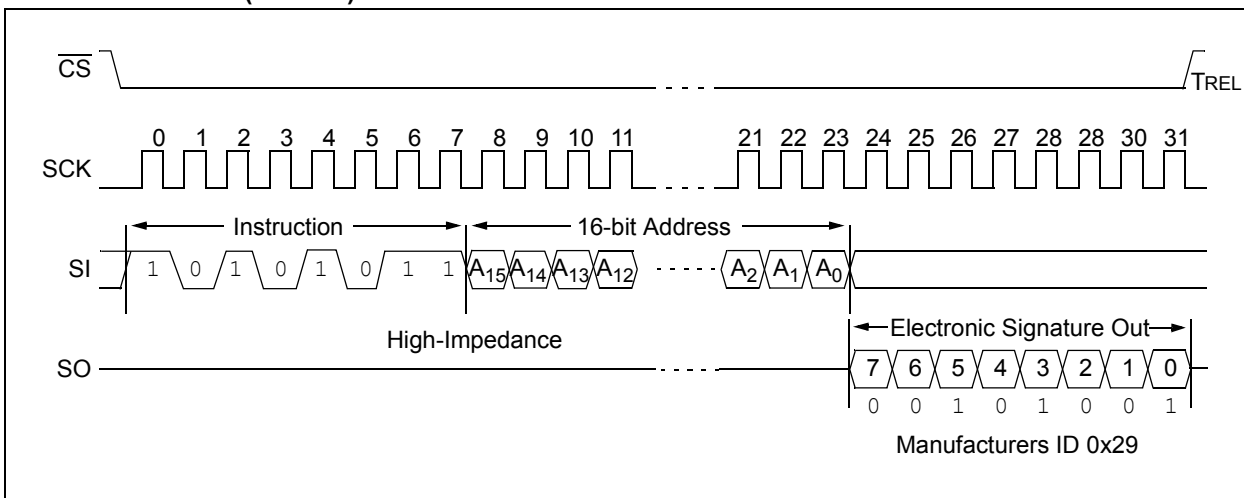 CS
TREL
0 1 2 3 4 5 6 7 8 9 10 11 21 22 23 24 25 26 27 28 28 30 31
SCK
Instruction 16-bit Address
SI 1 0 1 0 1 0 1 1 A15 A14 A13 A12 A2 A1 A0
High-Impedance Electronic Signature Out
SO 7 6 5 4 3 2 1 0
0 0 1 0 1 0 0 1
Manufacturers ID 0x29